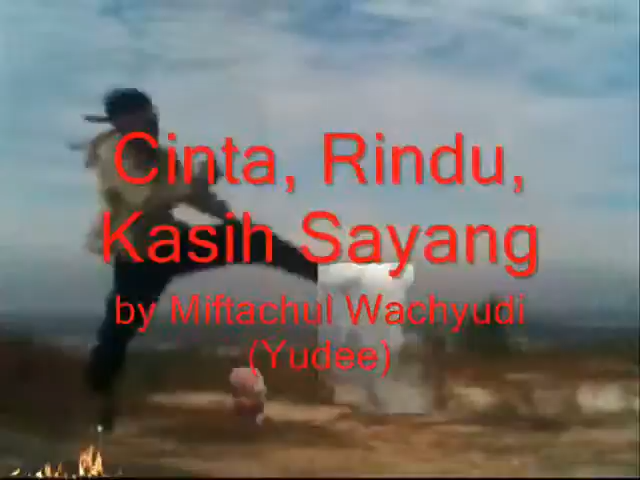 Cinta, Rindu,
Kasih Sayang
by Miftachul Wachyudi
(Yudee)